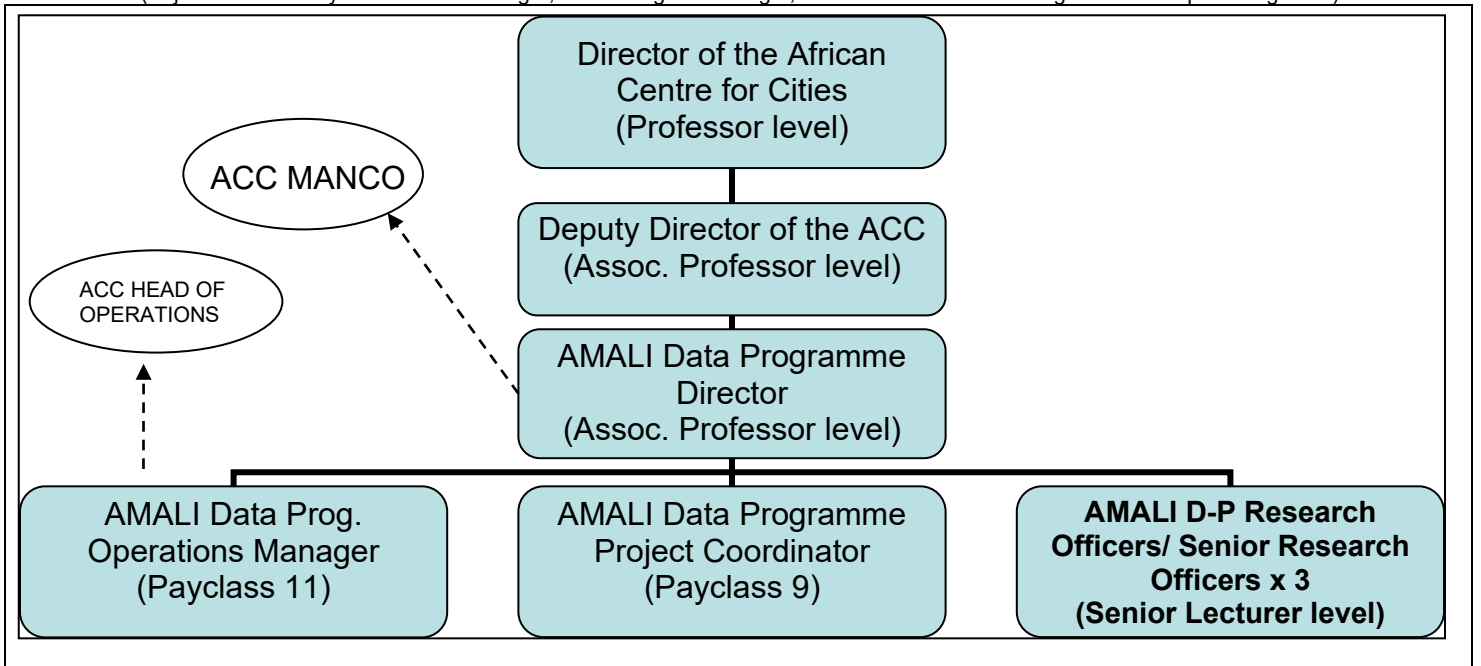 Director of the African
Centre for Cities
(Professor level)
ACC MANCO
Deputy Director of the ACC
(Assoc. Professor level)
ACC HEAD OF
OPERATIONS
AMALI Data Programme
Director
(Assoc. Professor level)
AMALI Data Prog.
Operations Manager
(Payclass 11)
AMALI Data Programme
Project Coordinator
(Payclass 9)
AMALI D-P Research
Officers/ Senior Research
Officers x 3
(Senior Lecturer level)